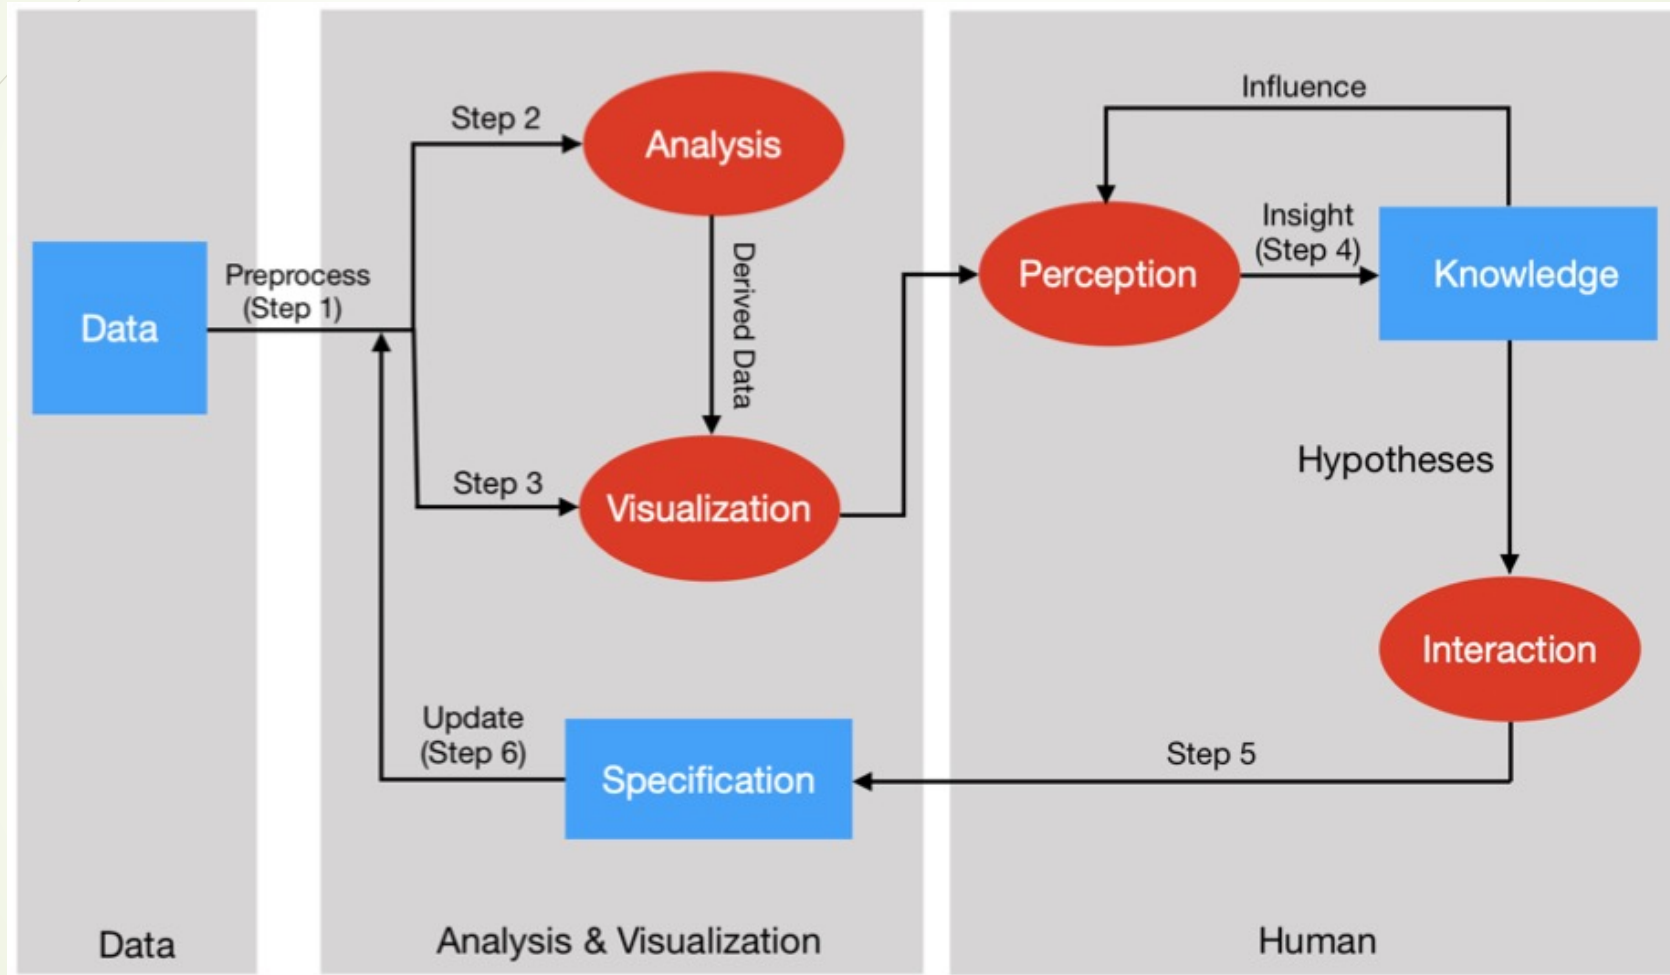 Data
Preprocess
(Step 1)
Step 2
Analysis
Derived Data
Step 3
Visualization
Update
(Step 6)
Specification
Influence
Perception
Insight
(Step 4)
Knowledge
Hypotheses
Interaction
Step 5
Data
Analysis & Visualization
Human